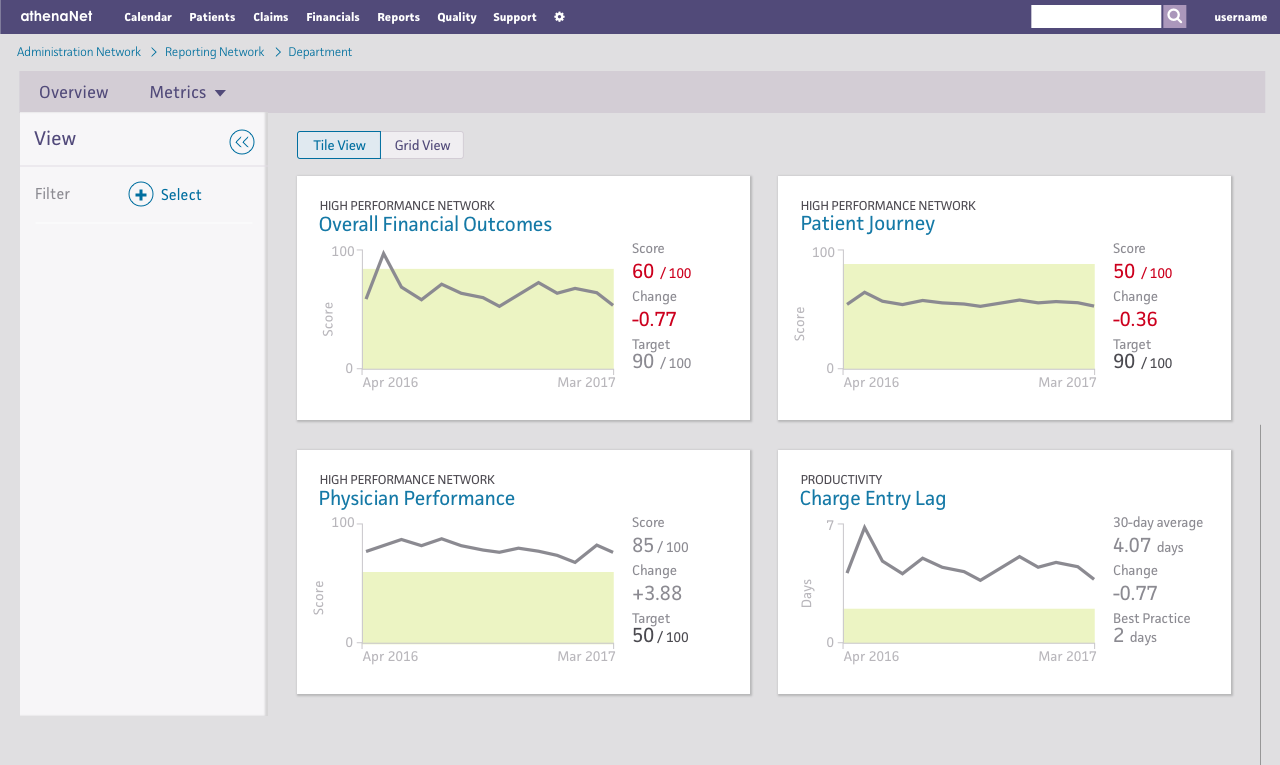 athenaNet Calendar Patients Claims Financials Reports Quality Support username
Administration Network Reporting Network Department
Overview Metrics
View
Filter Select
Tile View Grid View
HIGH PERFORMANCE NETWORK
Overall Financial Outcomes
100
0
Score
Apr 2016 Mar 2017
Score
60 / 100
Change
-0.77
Target
90 / 100
HIGH PERFORMANCE NETWORK
Patient Journey
100
0
Score
Apr 2016 Mar 2017
Score
50 / 100
Change
-0.36
Target
90 / 100
HIGH PERFORMANCE NETWORK
Physician Performance
100
0
Score
Apr 2016 Mar 2017
Score
85 / 100
Change
+3.88
Target
50 / 100
PRODUCTIVITY
Charge Entry Lag
7
0
Days
Apr 2016 Mar 2017
30-day average
4.07 days
Change
-0.77
Best Practice
2 days